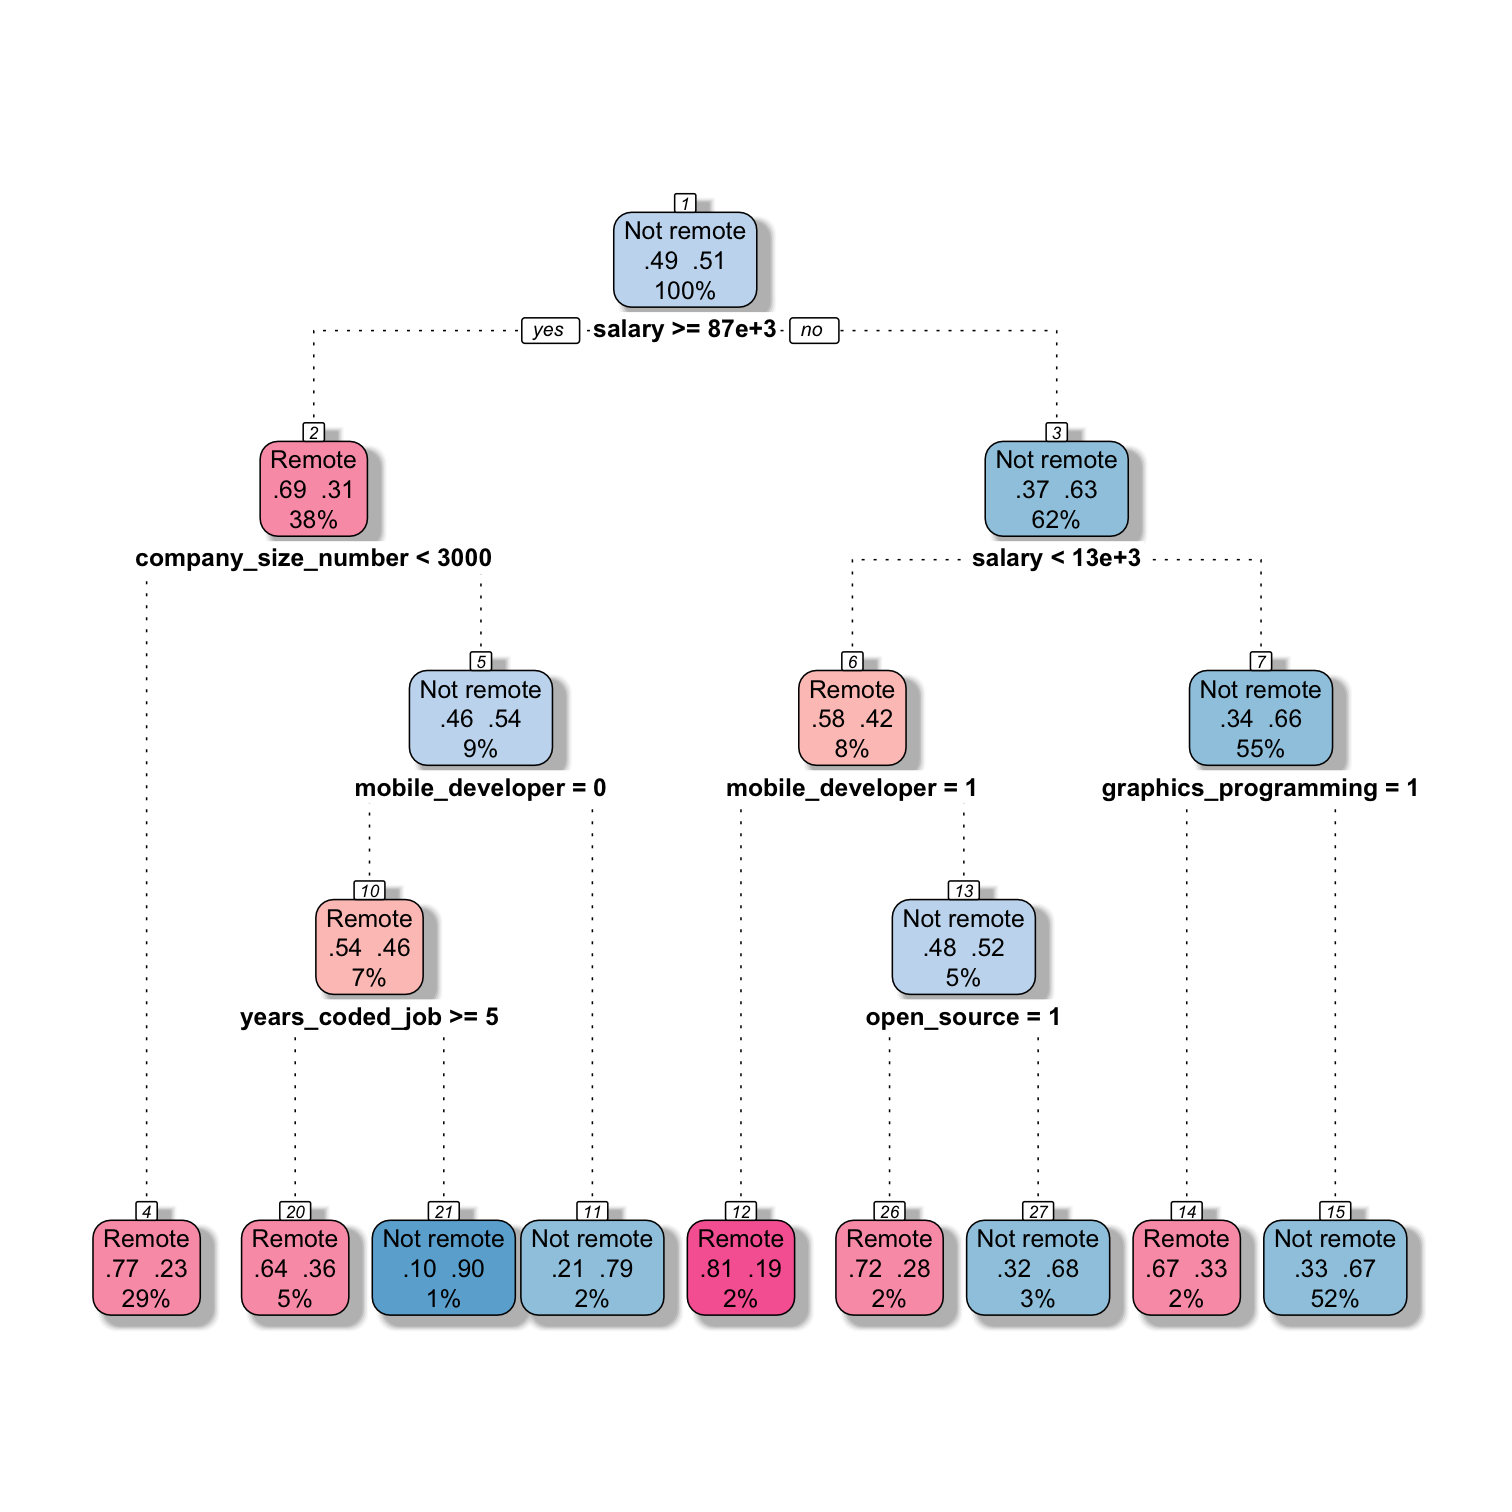 1
Not remote
.49 .51
100%
yes salary >= 87e+3 no
2
Remote
.69 .31
38%
company_size_number < 3000
3
Not remote
.37 .63
62%
salary < 13e+3
5
Not remote
.46 .54
9%
mobile_developer = 0
6
Remote
.58 .42
8%
mobile_developer = 1
7
Not remote
.34 .66
55%
graphics_programming = 1
10
Remote
.54 .46
7%
years_coded_job >= 5
13
Not remote
.48 .52
5%
open_source = 1
4
Remote
.77 .23
29%
20
Remote
.64 .36
5%
21
Not remote
.10 .90
1%
11
Not remote
.21 .79
2%
12
Remote
.81 .19
2%
26
Remote
.72 .28
2%
27
Not remote
.32 .68
3%
14
Remote
.67 .33
2%
15
Not remote
.33 .67
52%